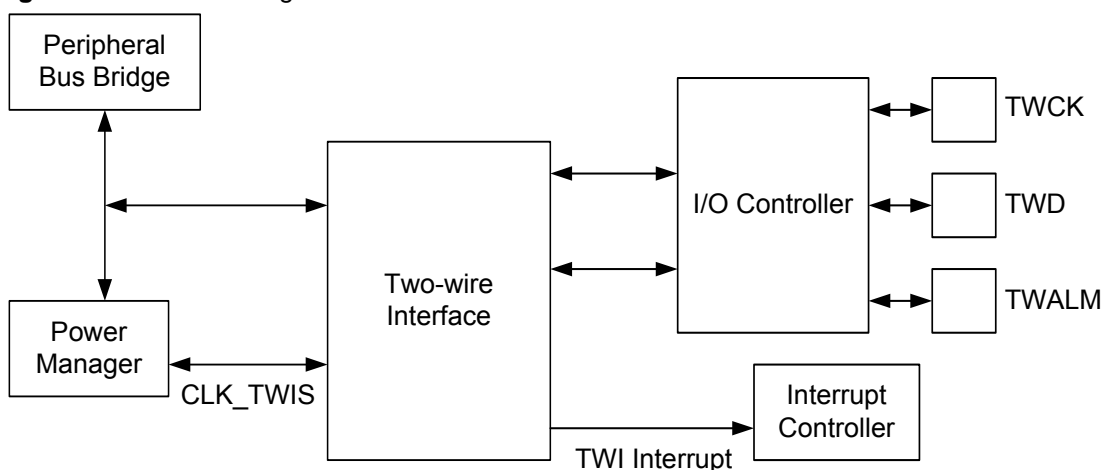 Peripheral
Bus Bridge
TWCK
I/O Controller
TWD
Two-wire
Interface
TWALM
Power
Manager
CLK_TWIS
Interrupt
Controller
TWI Interrupt